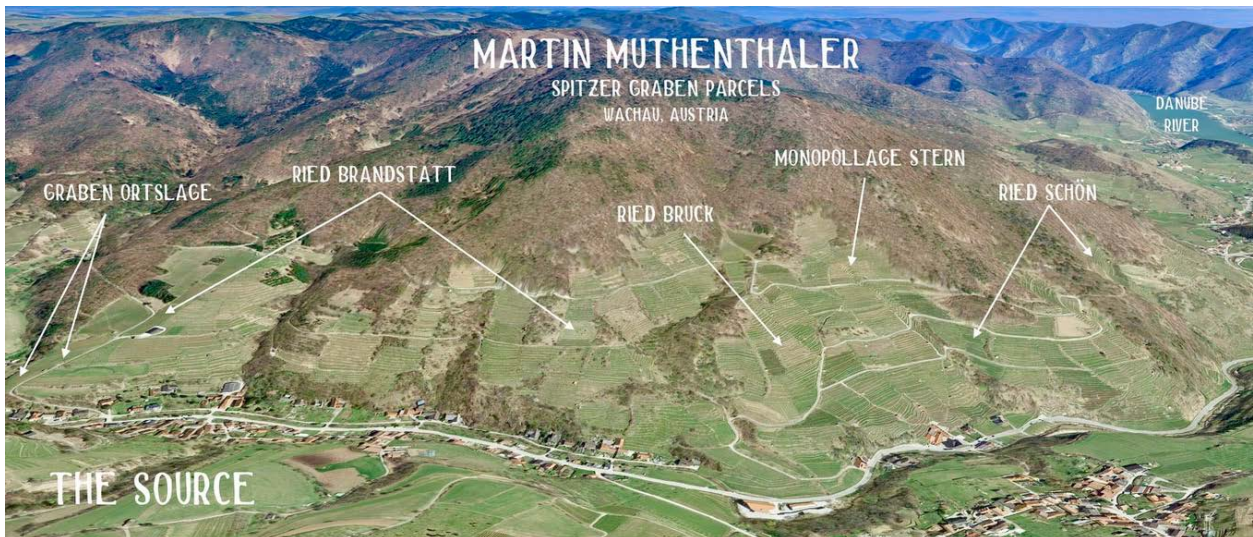 MARTIN MUTHENTHALER
SPITZER GRABEN PARCELS
WACHAU, AUSTRIA
DANUBE
RIVER
MONOPOLLAGE STERN
RIED BRANDSTATT
GRABEN ORTSLAGE
RIED SCHÖN
RIED BRUCK
THE SOURCE